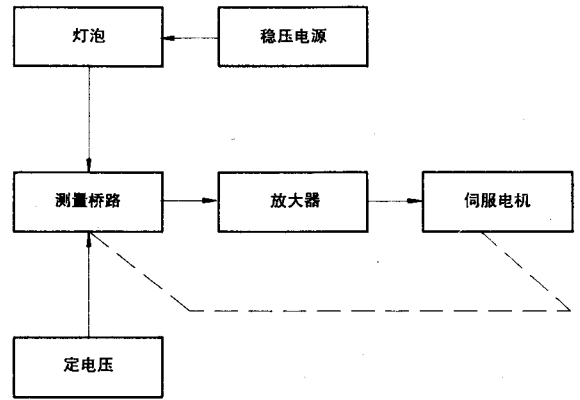 灯泡
稳压电源
测量桥路
放大器
伺服电机
定电压